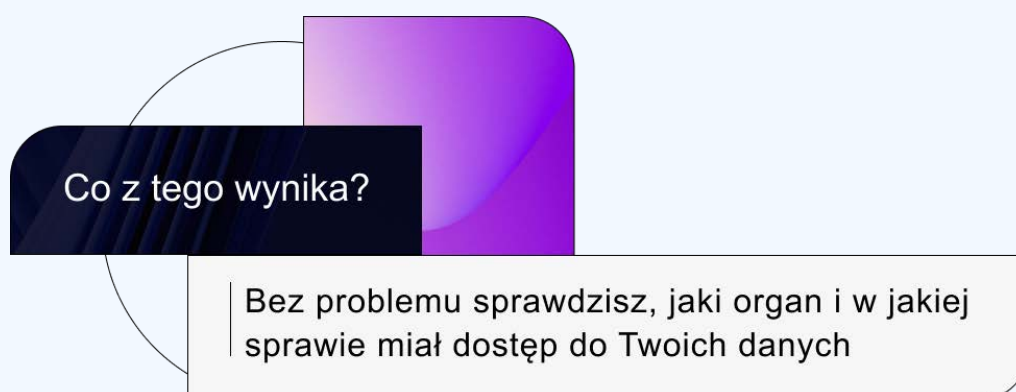 Co z tego wynika?
Bez problemu sprawdzisz, jaki organ i w jakiej
sprawie miał dostęp do Twoich danych